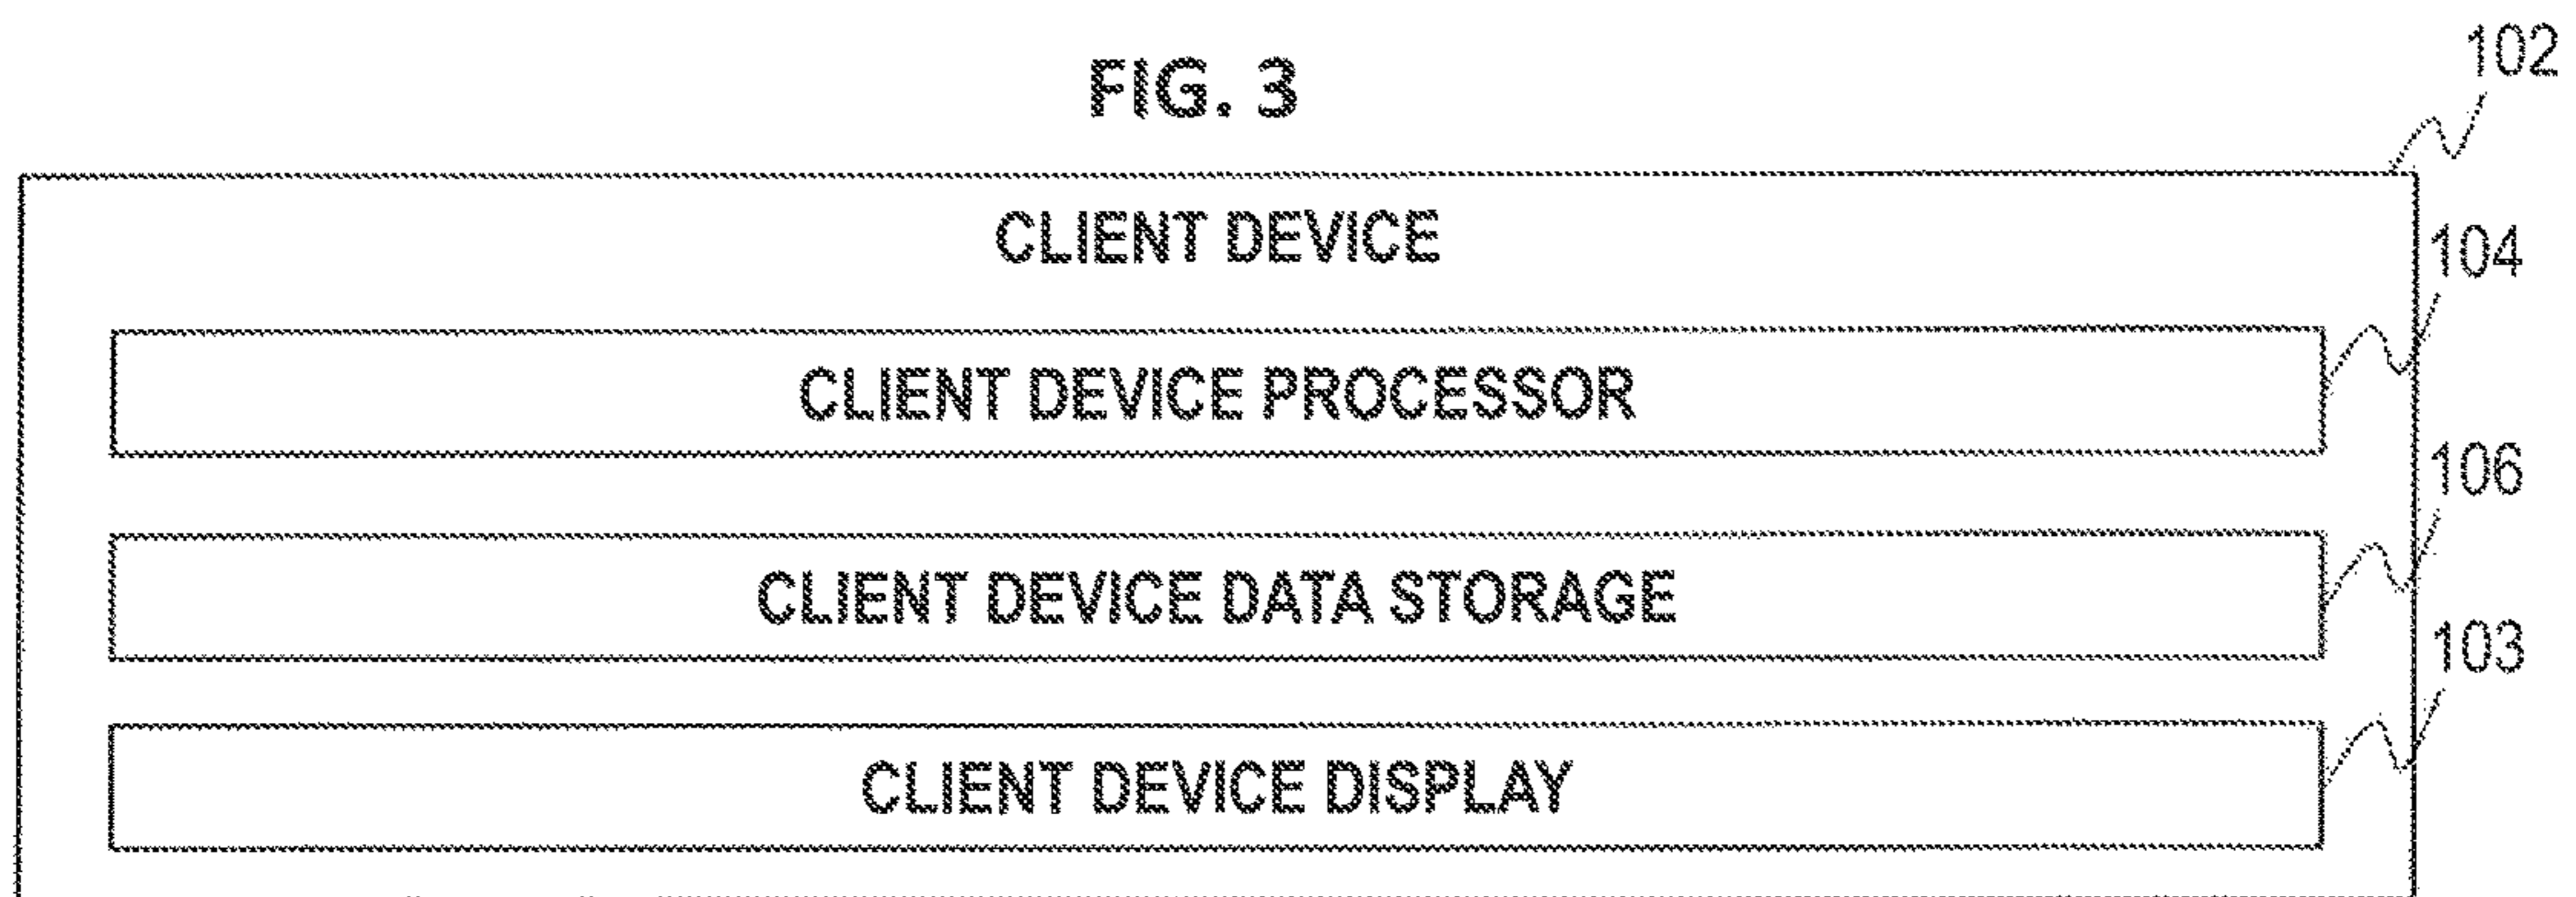 FIG. 3
102
CLIENT DEVICE
104
CLIENT DEVICE PROCESSOR
106
CLIENT DEVICE DATA STORAGE
103
CLIENT DEVICE DISPLAY